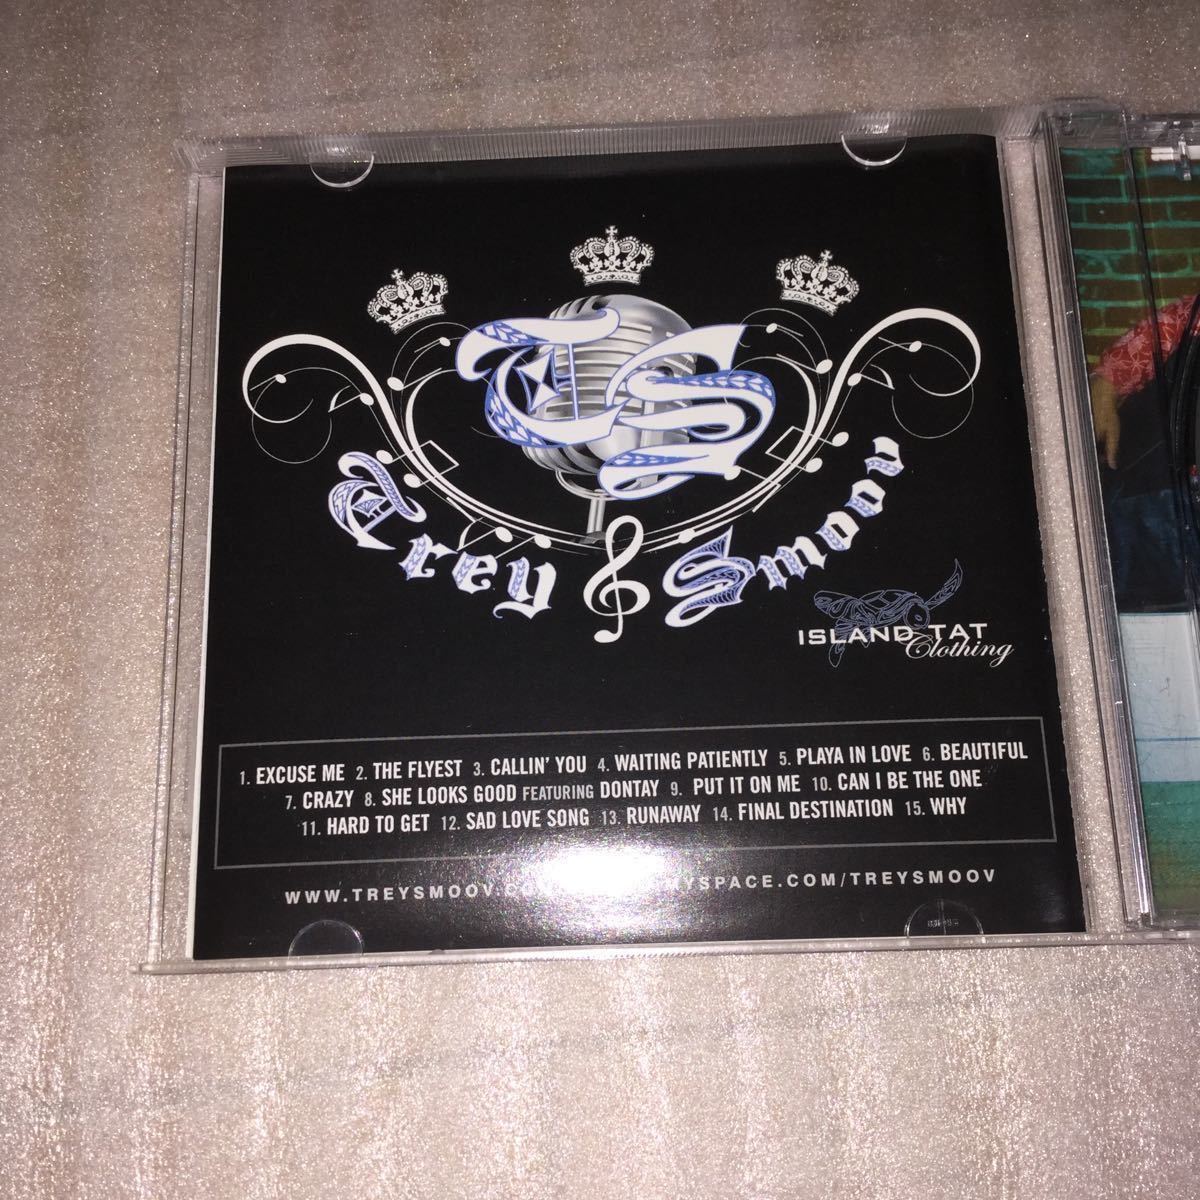 TS
Trey Smoov
ISLAND TAT
Clothing
1. EXCUSE ME 2. THE FLYEST 3. CALLIN' YOU 4. WAITING PATIENTLY 5. PLAYA IN LOVE 6. BEAUTIFUL
7. CRAZY 8. SHE LOOKS GOOD FEATURING DONTAY 9. PUT IT ON ME 10. CAN I BE THE ONE
11. HARD TO GET 12. SAD LOVE SONG 13. RUNAWAY 14. FINAL DESTINATION 15. WHY
WWW.TREYSMOOV. MYSPACE.COM/TREYSMOOV